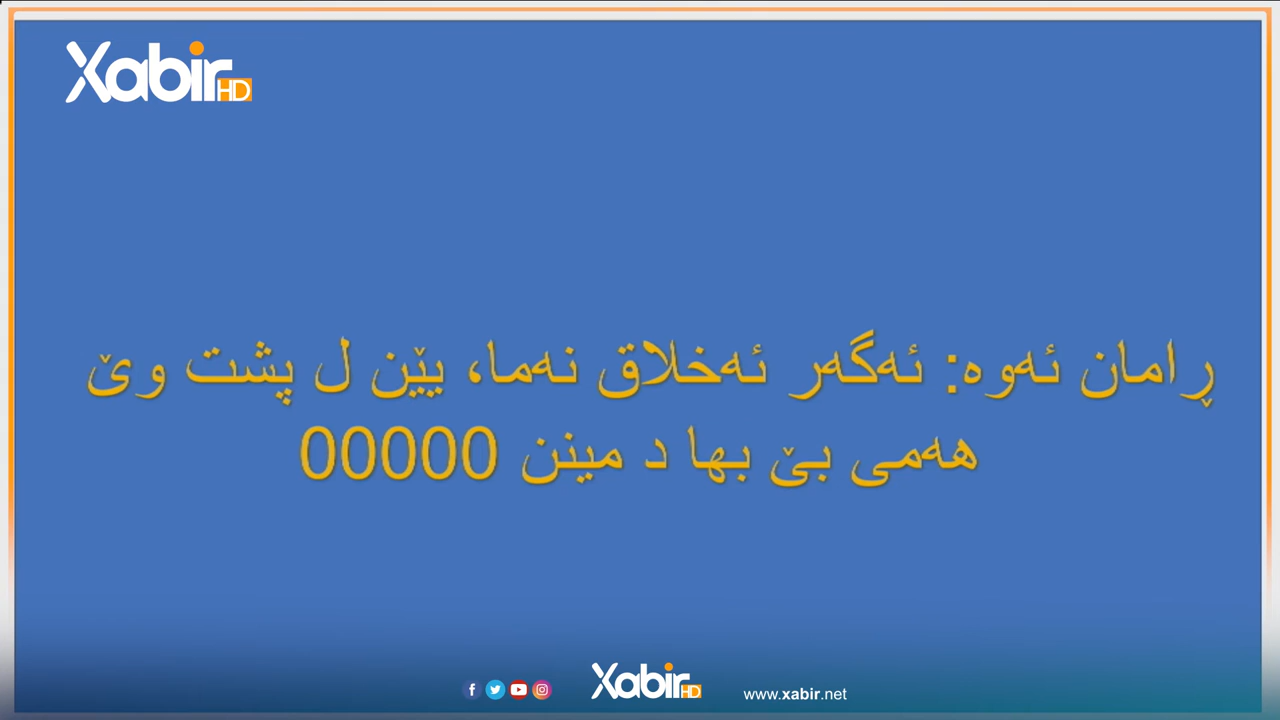 Xabir HD
ڕامان ئەوە: ئەگەر ئەخلاق نەما، یێن ل پشت وێ
هەمی بێ بها د مینن 00000
Xabir HD
www.xabir.net